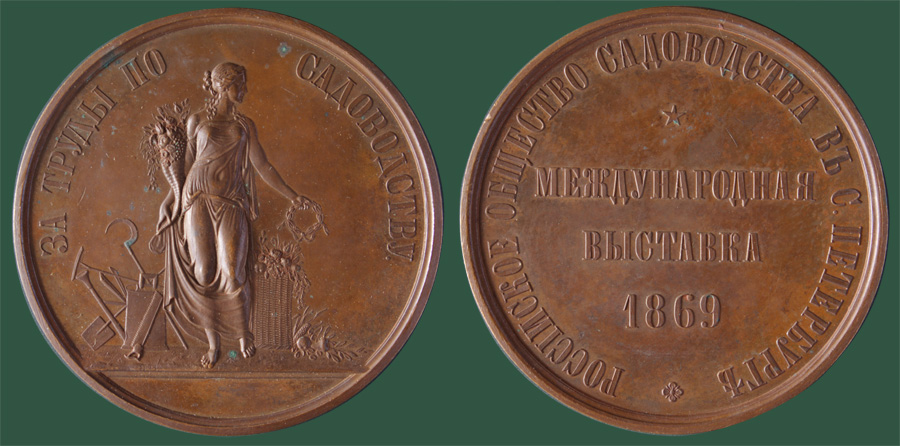 ЗА ТРУДЫ ПО САДОВОДСТВУ.
РОССІЙСКОЕ ОБЩЕСТВО САДОВОДСТВА ВЪ С. ПЕТЕРБУРГѢ
МЕЖДУНАРОДНАЯ
ВЫСТАВКА
1869